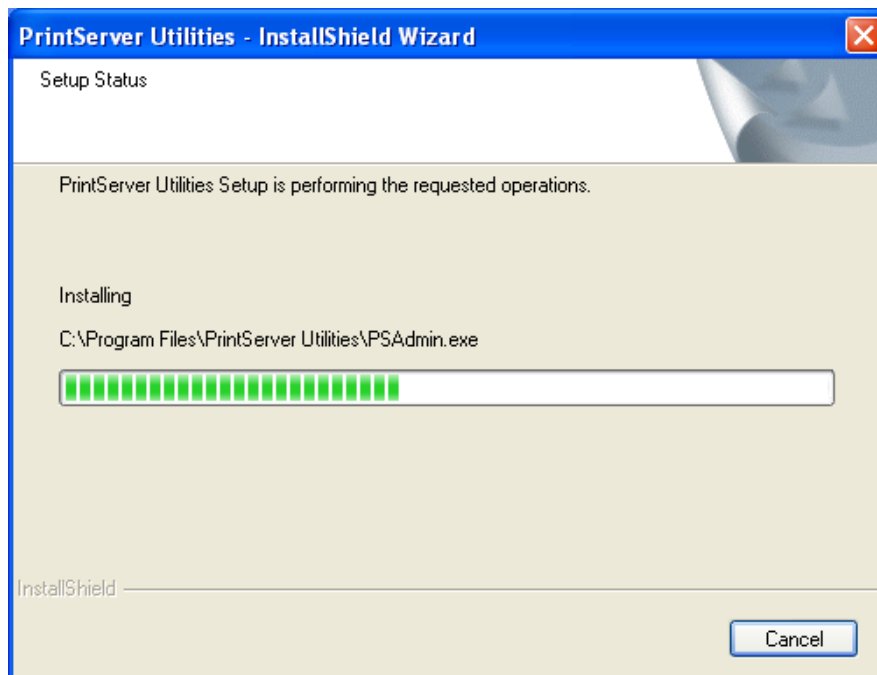 PrintServer Utilities - InstallShield Wizard
Setup Status
PrintServer Utilities Setup is performing the requested operations.
Installing
C:\Program Files\PrintServer Utilities\PSAdmin.exe
InstallShield
Cancel